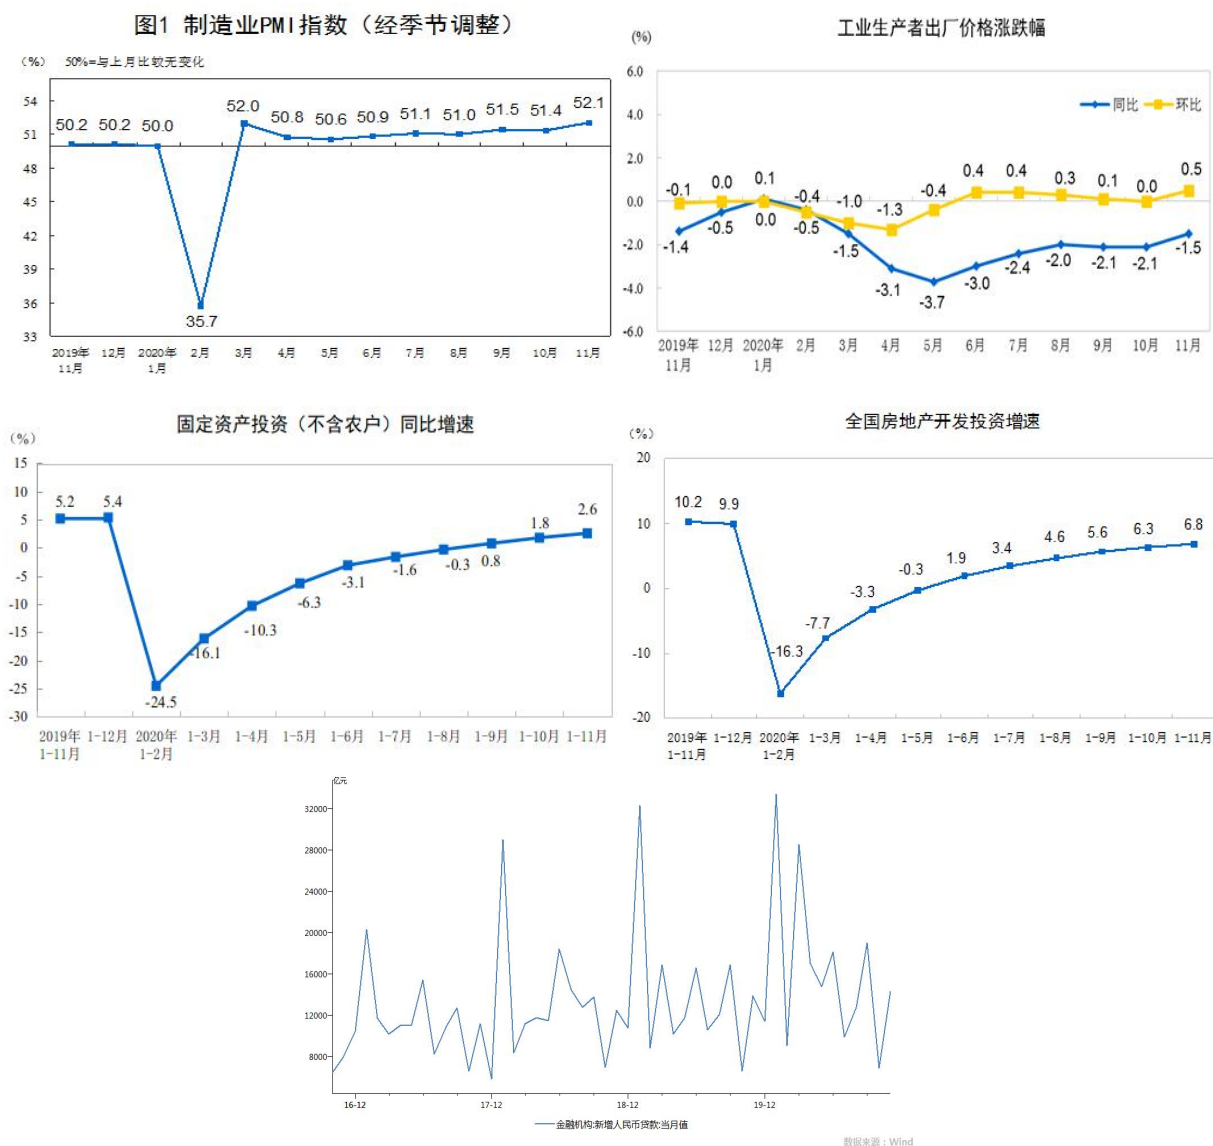 图1 制造业PMI指数（经季节调整）
（%） 50%=与上月比较无变化
54
51
48
45
42
39
36
33
50.2 50.2 50.0 35.7 52.0 50.8 50.6 50.9 51.1 51.0 51.5 51.4 52.1
2019年 12月 2020年 2月 3月 4月 5月 6月 7月 8月 9月 10月 11月
11月 1月
工业生产者出厂价格涨跌幅
(%)
同比 环比
6.0
4.0
2.0
0.0
-2.0
-4.0
-6.0
-0.1 0.0 0.1 -0.4 -1.0 -1.3 -0.4 0.4 0.4 0.3 0.1 0.0 0.5
-1.4 -0.5 0.0 -0.5 -1.5 -3.1 -3.7 -3.0 -2.4 -2.0 -2.1 -2.1 -1.5
2019年 12月 2020年 2月 3月 4月 5月 6月 7月 8月 9月 10月 11月
11月 1月
固定资产投资（不含农户）同比增速
（%）
15
10
5
0
-5
-10
-15
-20
-25
-30
5.2 5.4 -24.5 -16.1 -10.3 -6.3 -3.1 -1.6 -0.3 0.8 1.8 2.6
2019年 1-12月 2020年 1-3月 1-4月 1-5月 1-6月 1-7月 1-8月 1-9月 1-10月 1-11月
1-11月 1-2月
全国房地产开发投资增速
（%）
20
10
0
-10
-20
10.2 9.9 -16.3 -7.7 -3.3 -0.3 1.9 3.4 4.6 5.6 6.3 6.8
2019年 1-12月 2020年 1-3月 1-4月 1-5月 1-6月 1-7月 1-8月 1-9月 1-10月 1-11月
1-11月 1-2月
亿元
32000
28000
24000
20000
16000
12000
8000
16-12 17-12 18-12 19-12
金融机构:新增人民币贷款:当月值
数据来源：Wind